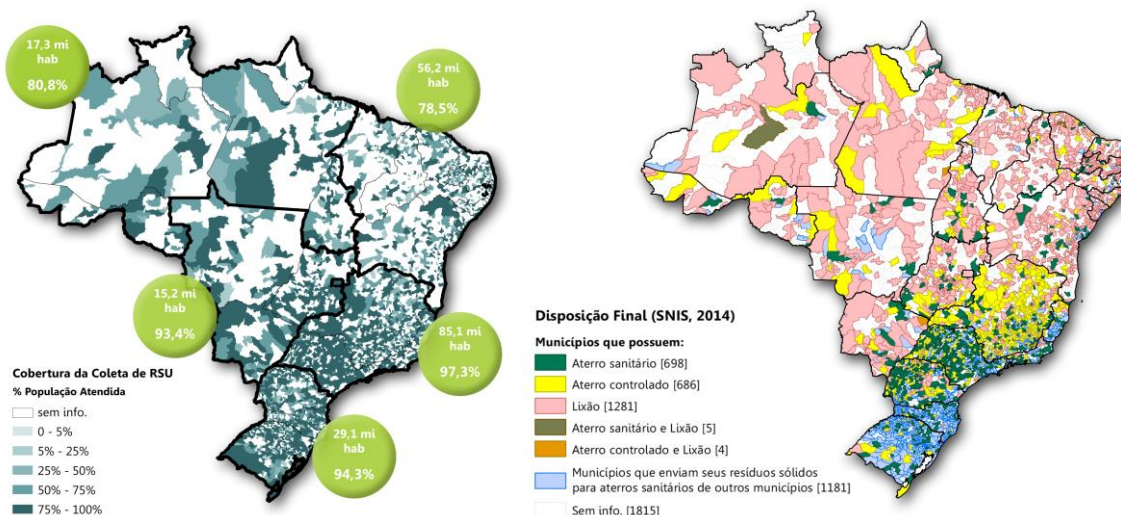 17,3 mi
hab
80,8%
56,2 mi
hab
78,5%
15,2 mi
hab
93,4%
85,1 mi
hab
97,3%
29,1 mi
hab
94,3%
Cobertura da Coleta de RSU
% População Atendida
sem info.
0 - 5%
5% - 25%
25% - 50%
50% - 75%
75% - 100%
Disposição Final (SNIS, 2014)
Municípios que possuem:
Aterro sanitário [698]
Aterro controlado [686]
Lixão [1281]
Aterro sanitário e Lixão [5]
Aterro controlado e Lixão [4]
Municípios que enviam seus resíduos sólidos
para aterros sanitários de outros municípios [1181]
Sem info. [1815]